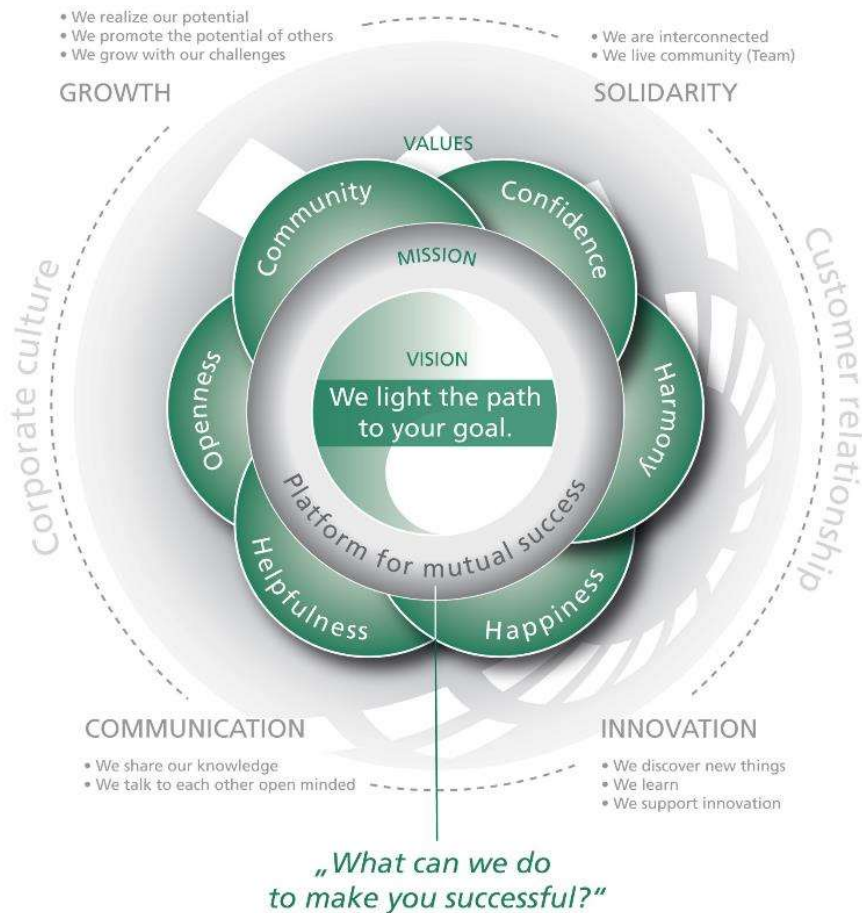 • We realize our potential
• We promote the potential of others
• We grow with our challenges
GROWTH
• We are interconnected
• We live community (Team)
SOLIDARITY
Corporate culture
Customer relationship
VALUES
Community
Confidence
Openness
Harmony
Helpfulness
Happiness
MISSION
Platform for mutual success
VISION
We light the path
to your goal.
COMMUNICATION
• We share our knowledge
• We talk to each other open minded
INNOVATION
• We discover new things
• We learn
• We support innovation
„What can we do
to make you successful?“